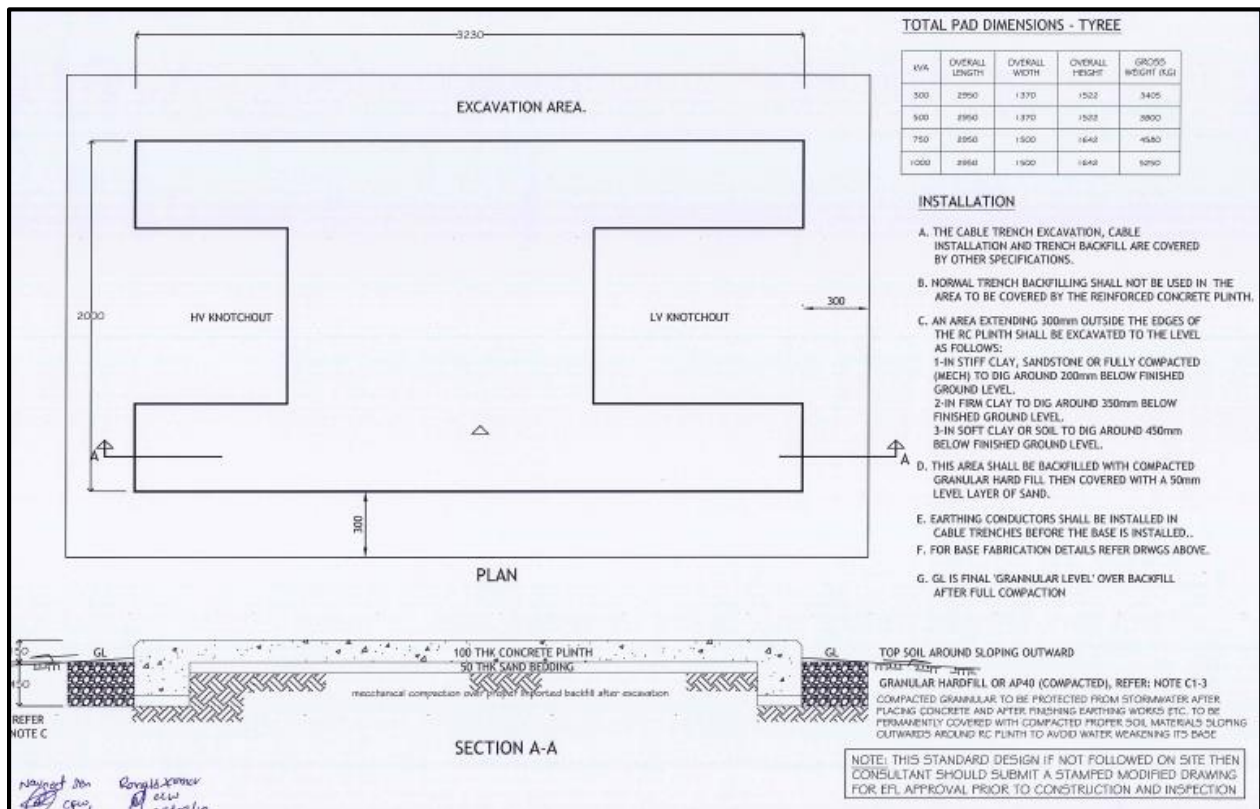 3230
EXCAVATION AREA.
2000
HV KNOTCHOUT
LV KNOTCHOUT
300
A
A
300
PLAN
TOTAL PAD DIMENSIONS - TYREE
kVA OVERALL LENGTH OVERALL WIDTH OVERALL HEIGHT GROSS WEIGHT (KG)
300 2950 1370 1522 3405
500 2950 1370 1522 3800
750 2950 1500 1642 4580
1000 2950 1500 1642 5250
INSTALLATION
A. THE CABLE TRENCH EXCAVATION, CABLE
INSTALLATION AND TRENCH BACKFILL ARE COVERED
BY OTHER SPECIFICATIONS.
B. NORMAL TRENCH BACKFILLING SHALL NOT BE USED IN THE
AREA TO BE COVERED BY THE REINFORCED CONCRETE PLINTH.
C. AN AREA EXTENDING 300mm OUTSIDE THE EDGES OF
THE RC PLINTH SHALL BE EXCAVATED TO THE LEVEL
AS FOLLOWS:
1-IN STIFF CLAY, SANDSTONE OR FULLY COMPACTED
(MECH) TO DIG AROUND 200mm BELOW FINISHED
GROUND LEVEL.
2-IN FIRM CLAY TO DIG AROUND 350mm BELOW
FINISHED GROUND LEVEL.
3-IN SOFT CLAY OR SOIL TO DIG AROUND 450mm
BELOW FINISHED GROUND LEVEL.
D. THIS AREA SHALL BE BACKFILLED WITH COMPACTED
GRANULAR HARD FILL THEN COVERED WITH A 50mm
LEVEL LAYER OF SAND.
E. EARTHING CONDUCTORS SHALL BE INSTALLED IN
CABLE TRENCHES BEFORE THE BASE IS INSTALLED..
F. FOR BASE FABRICATION DETAILS REFER DRWGS ABOVE.
G. GL IS FINAL 'GRANNULAR LEVEL' OVER BACKFILL
AFTER FULL COMPACTION
GL
100 THK CONCRETE PLINTH
50 THK SAND BEDDING
mecchanical compaction over proper imported backfill after excavation
GL
REFER
NOTE C
SECTION A-A
TOP SOIL AROUND SLOPING OUTWARD
GRANULAR HARDFILL OR AP40 (COMPACTED), REFER: NOTE C1-3
COMPACTED GRANNULAR TO BE PROTECTED FROM STORMWATER AFTER
PLACING CONCRETE AND AFTER FINISHING EARTHING WORKS ETC. TO BE
PERMANENTLY COVERED WITH COMPACTED PROPER SOIL MATERIALS SLOPING
OUTWARDS AROUND RC PLINTH TO AVOID WATER WEAKENING ITS BASE
NOTE: THIS STANDARD DESIGN IF NOT FOLLOWED ON SITE THEN
CONSULTANT SHOULD SUBMIT A STAMPED MODIFIED DRAWING
FOR EFL APPROVAL PRIOR TO CONSTRUCTION AND INSPECTION